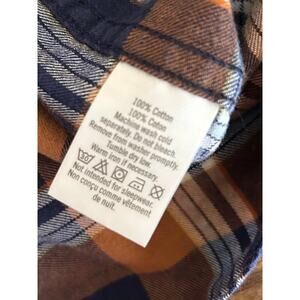 100% Cotton
100% Coton
Machine wash cold
separately. Do not bleach.
Remove from washer promptly.
Tumble dry low.
Warm iron if necessary.
Not intended for sleepwear.
Non conçu comme vêtement
de nuit.